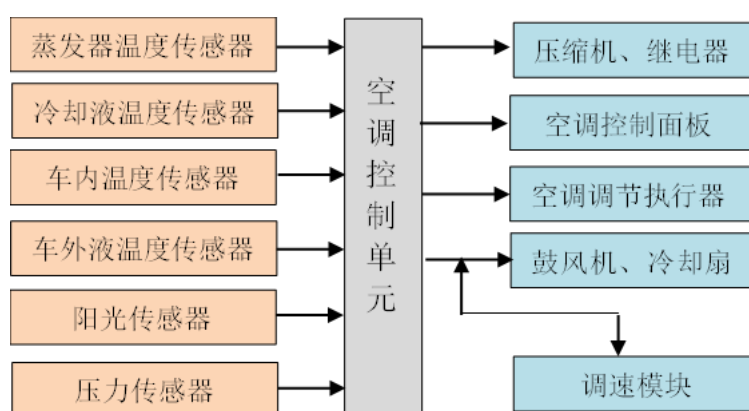 蒸发器温度传感器
冷却液温度传感器
车内温度传感器
车外液温度传感器
阳光传感器
压力传感器
空调控制单元
压缩机、继电器
空调控制面板
空调调节执行器
鼓风机、冷却扇
调速模块